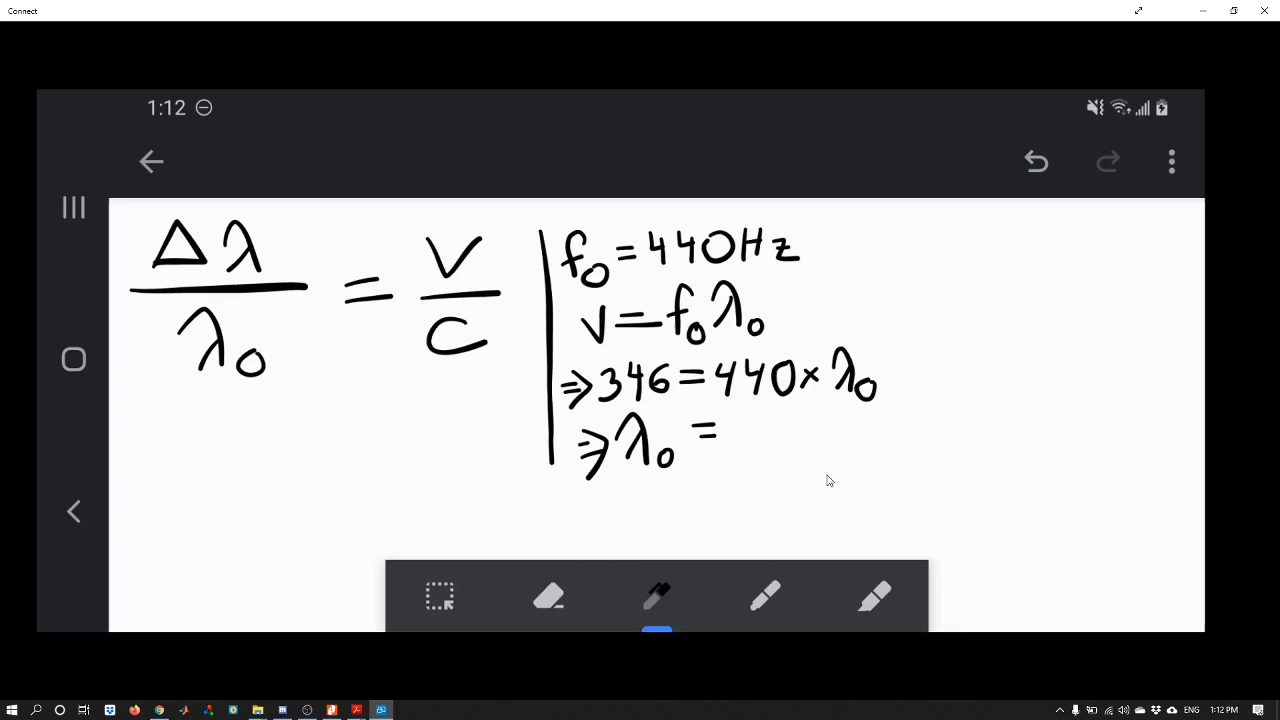 Connect
1:12
Δλ / λ₀ = V / C
f₀ = 440Hz
v = f₀λ₀
⇒ 346 = 440 × λ₀
⇒ λ₀ =
ENG 1:12 PM